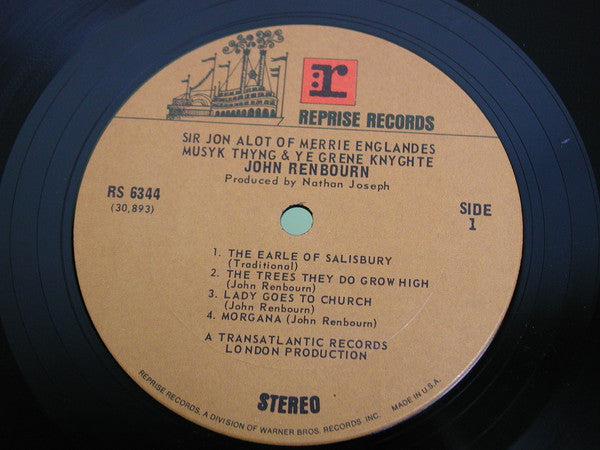 :r
REPRISE RECORDS
SIR JON ALOT OF MERRIE ENGLANDES
MUSYK THYNG & YE GRENE KNYGHTE
JOHN RENBOURN
Produced by Nathan Joseph
RS 6344
(30,893)
SIDE
1
1. THE EARLE OF SALISBURY
(Traditional)
2. THE TREES THEY DO GROW HIGH
(John Renbourn)
3. LADY GOES TO CHURCH
(John Renbourn)
4. MORGANA (John Renbourn)
A TRANSATLANTIC RECORDS
LONDON PRODUCTION
STEREO
REPRISE RECORDS, A DIVISION OF WARNER BROS. RECORDS INC. MADE IN U.S.A.